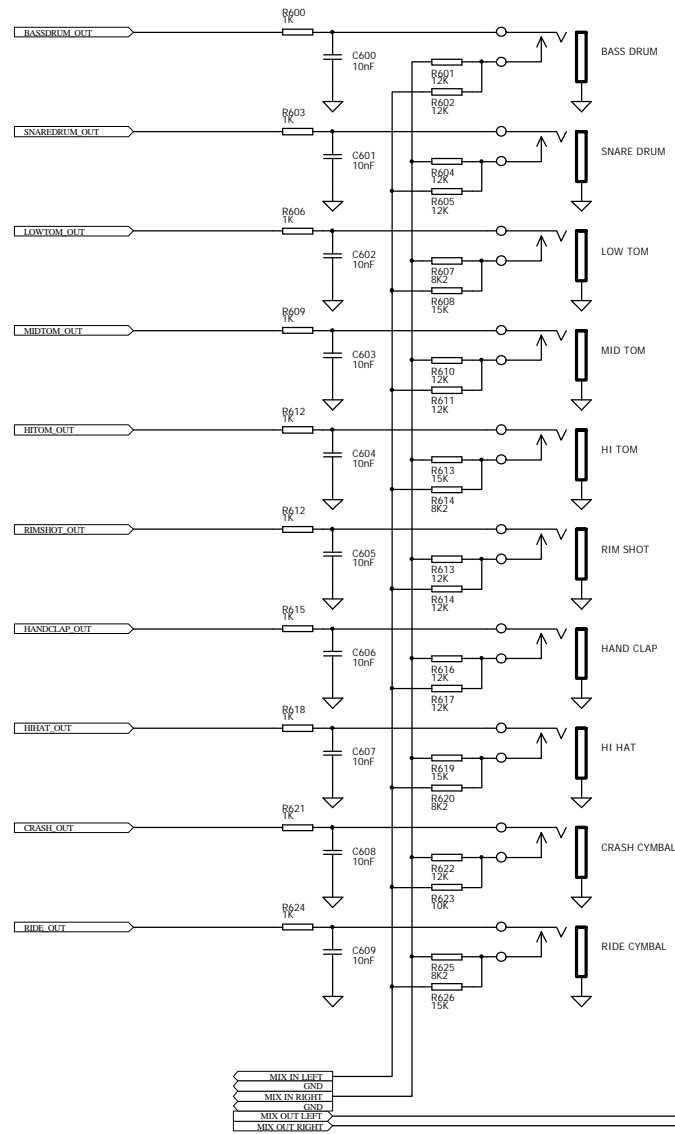 R600
1K
BASSDRUM_OUT
C600
10nF
BASS DRUM
R601
12K
R602
12K
R603
1K
SNAREDRUM_OUT
C601
10nF
SNARE DRUM
R604
12K
R605
12K
R606
1K
LOWTOM_OUT
C602
10nF
LOW TOM
R607
8K2
R608
15K
R609
1K
MIDTOM_OUT
C603
10nF
MID TOM
R610
12K
R611
12K
R612
1K
HITOM_OUT
C604
10nF
HI TOM
R613
15K
R614
8K2
R612
1K
RIMSHOT_OUT
C605
10nF
RIM SHOT
R613
12K
R614
12K
R615
1K
HANDCLAP_OUT
C606
10nF
HAND CLAP
R616
12K
R617
12K
R618
1K
HIHAT_OUT
C607
10nF
HI HAT
R619
15K
R620
8K2
R621
1K
CRASH_OUT
C608
10nF
CRASH CYMBAL
R622
12K
R623
10K
R624
1K
RIDE_OUT
C609
10nF
RIDE CYMBAL
R625
8K2
R626
15K
MIX IN LEFT
GND
MIX IN RIGHT
GND
MIX OUT LEFT
MIX OUT RIGHT